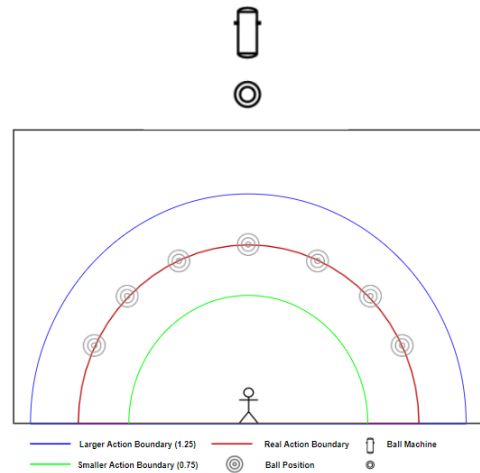 Larger Action Boundary (1.25) Real Action Boundary Ball Machine
Smaller Action Boundary (0.75) Ball Position